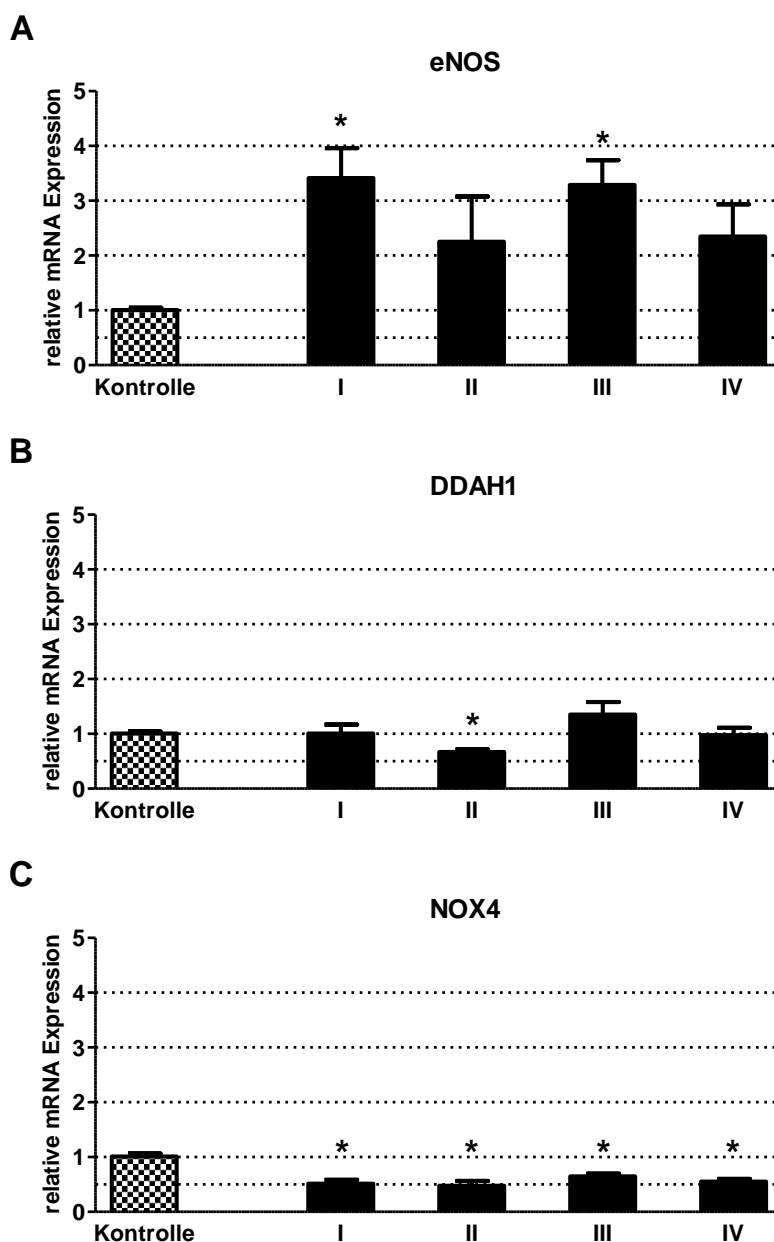 A
eNOS
relative mRNA Expression
5
4
3
2
1
0
*
*
Kontrolle I II III IV
B
DDAH1
relative mRNA Expression
5
4
3
2
1
0
*
Kontrolle I II III IV
C
NOX4
relative mRNA Expression
5
4
3
2
1
0
* * * *
Kontrolle I II III IV